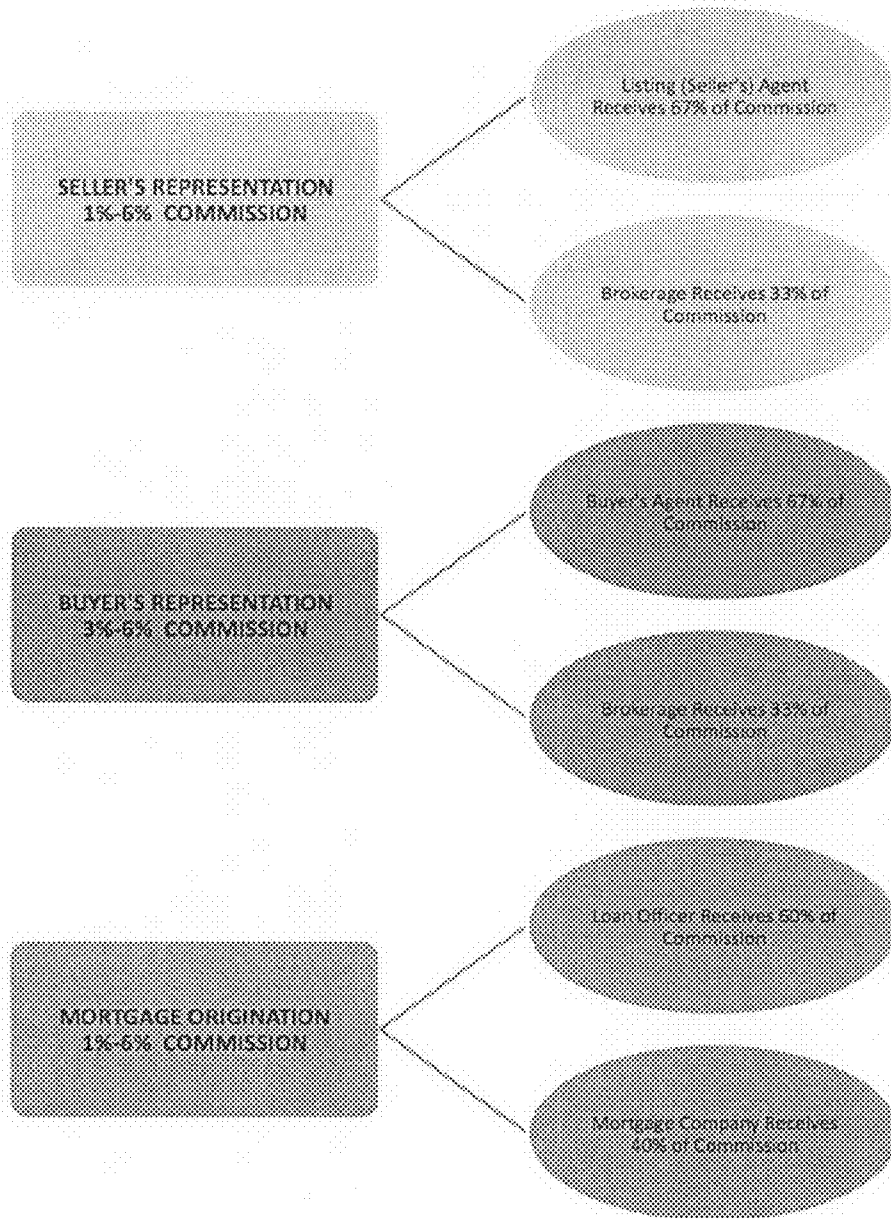 Listing (Seller's) Agent
Receives 67% of Commission
SELLER'S REPRESENTATION
1%-6% COMMISSION
Brokerage Receives 33% of
Commission
Buyer's Agent Receives 67% of
Commission
BUYER'S REPRESENTATION
3%-6% COMMISSION
Brokerage Receives 33% of
Commission
Loan Officer Receives 60% of
Commission
MORTGAGE ORIGINATION
1%-6% COMMISSION
Mortgage Company Receives
40% of Commission